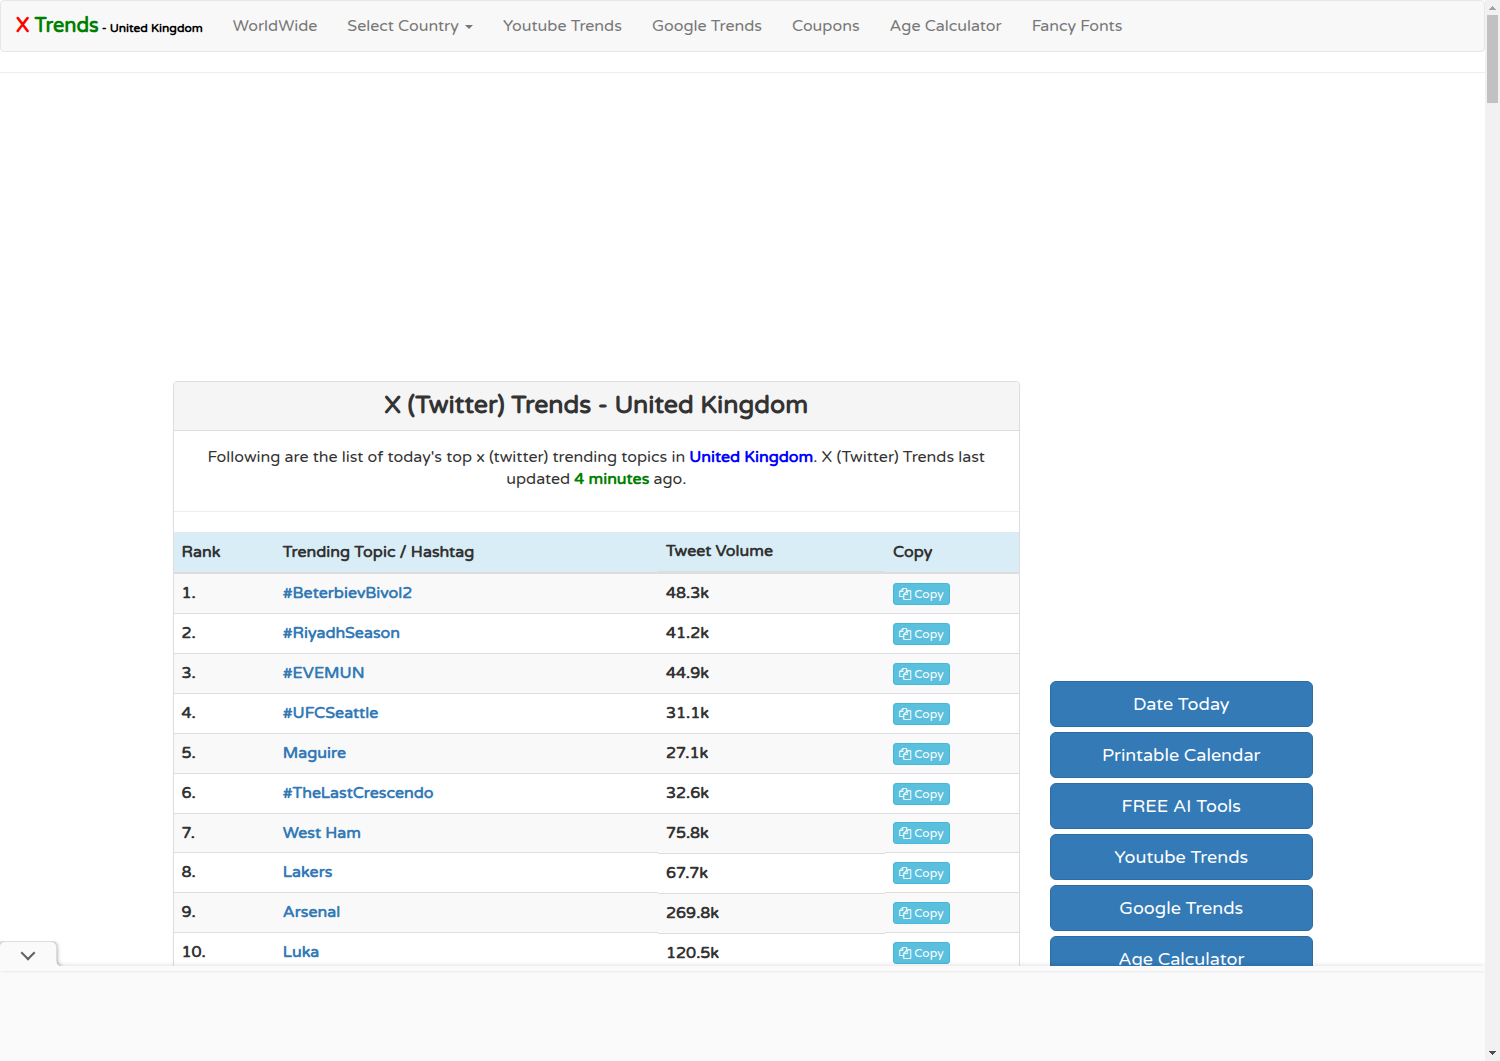 X Trends - United Kingdom WorldWide Select Country Youtube Trends Google Trends Coupons Age Calculator Fancy Fonts
X (Twitter) Trends - United Kingdom
Following are the list of today's top x (twitter) trending topics in United Kingdom. X (Twitter) Trends last
updated 4 minutes ago.
Rank Trending Topic / Hashtag Tweet Volume Copy
1. #BeterbievBivol2 48.3k Copy
2. #RiyadhSeason 41.2k Copy
3. #EVEMUN 44.9k Copy
4. #UFCSeattle 31.1k Copy
5. Maguire 27.1k Copy
6. #TheLastCrescendo 32.6k Copy
7. West Ham 75.8k Copy
8. Lakers 67.7k Copy
9. Arsenal 269.8k Copy
10. Luka 120.5k Copy
Date Today
Printable Calendar
FREE AI Tools
Youtube Trends
Google Trends
Age Calculator